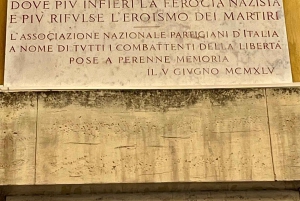 DOVE PIV INFIERÌ LA FEROCIA NAZISTA
E PIV RIFVLSE L'EROISMO DEI MARTIRI
L'ASSOCIAZIONE NAZIONALE PARTIGIANI D'ITALIA
A NOME DI TVTTI I COMBATTENTI DELLA LIBERTÀ
POSE A PERENNE MEMORIA
IL V GIVGNO MCMXLV